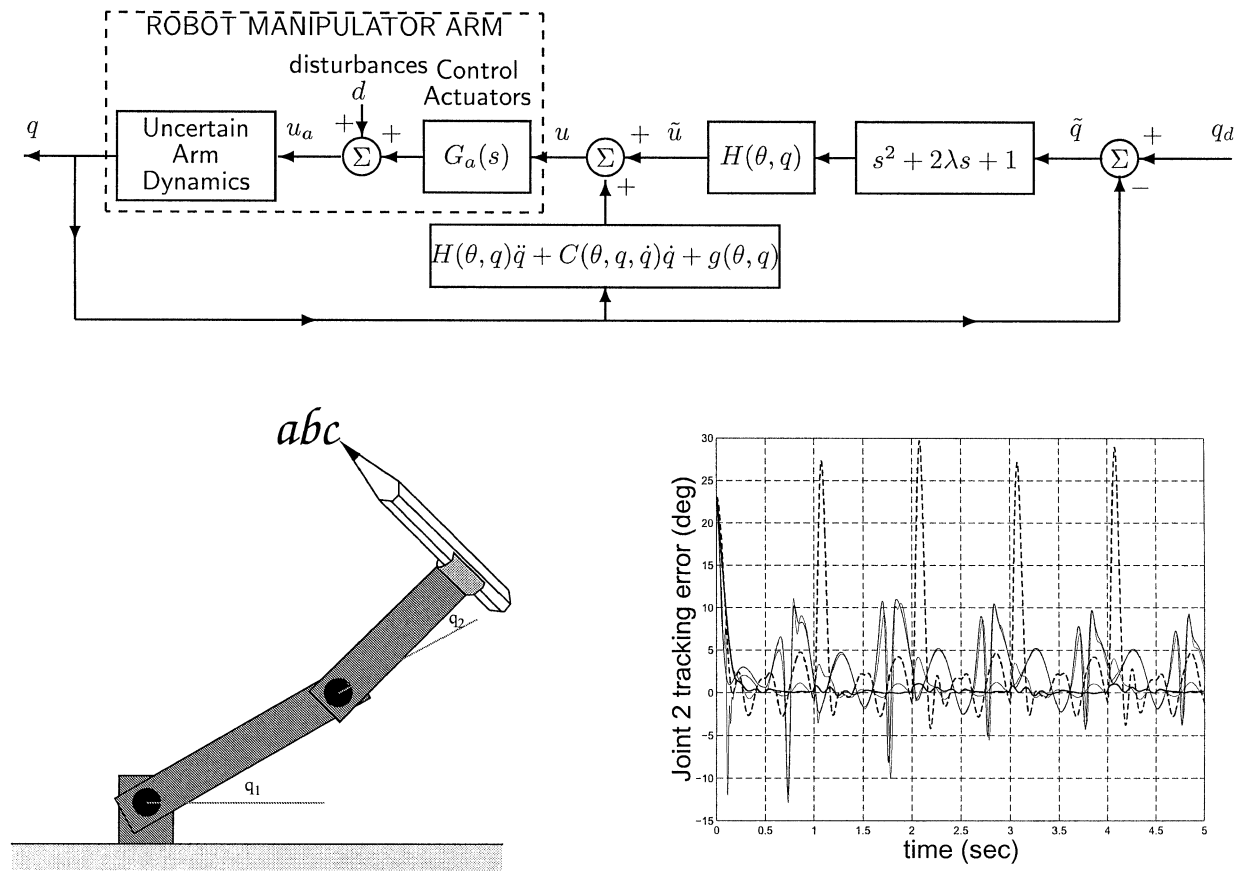 ROBOT MANIPULATOR ARM
disturbances
d
Control
Actuators
q
Uncertain
Arm
Dynamics
u_a
+
Σ
+
G_a(s)
u
Σ
+
+
ũ
H(θ, q)
s² + 2λs + 1
q̃
Σ
+
−
q_d
H(θ, q)q̈ + C(θ, q, q̇)q̇ + g(θ, q)
abc
q₂
q₁
Joint 2 tracking error (deg)
30
25
20
15
10
5
0
−5
−10
−15
0 0.5 1 1.5 2 2.5 3 3.5 4 4.5 5
time (sec)